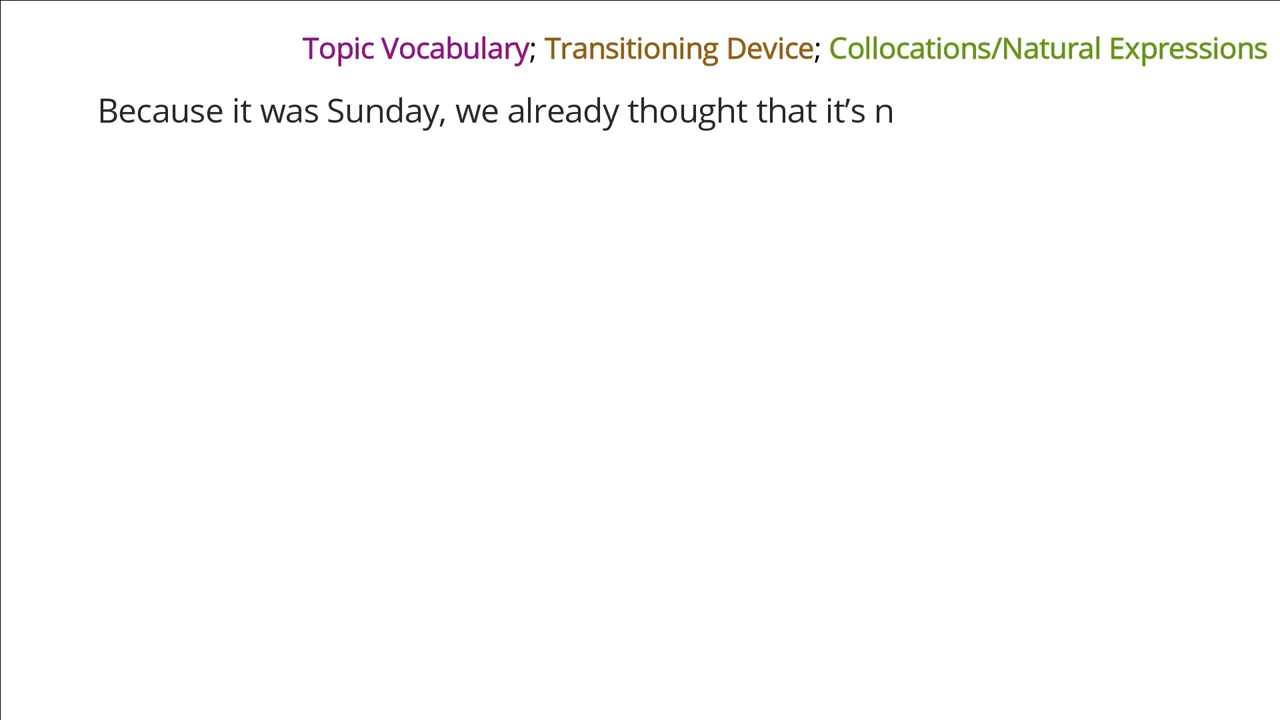 Topic Vocabulary; Transitioning Device; Collocations/Natural Expressions
Because it was Sunday, we already thought that it’s n